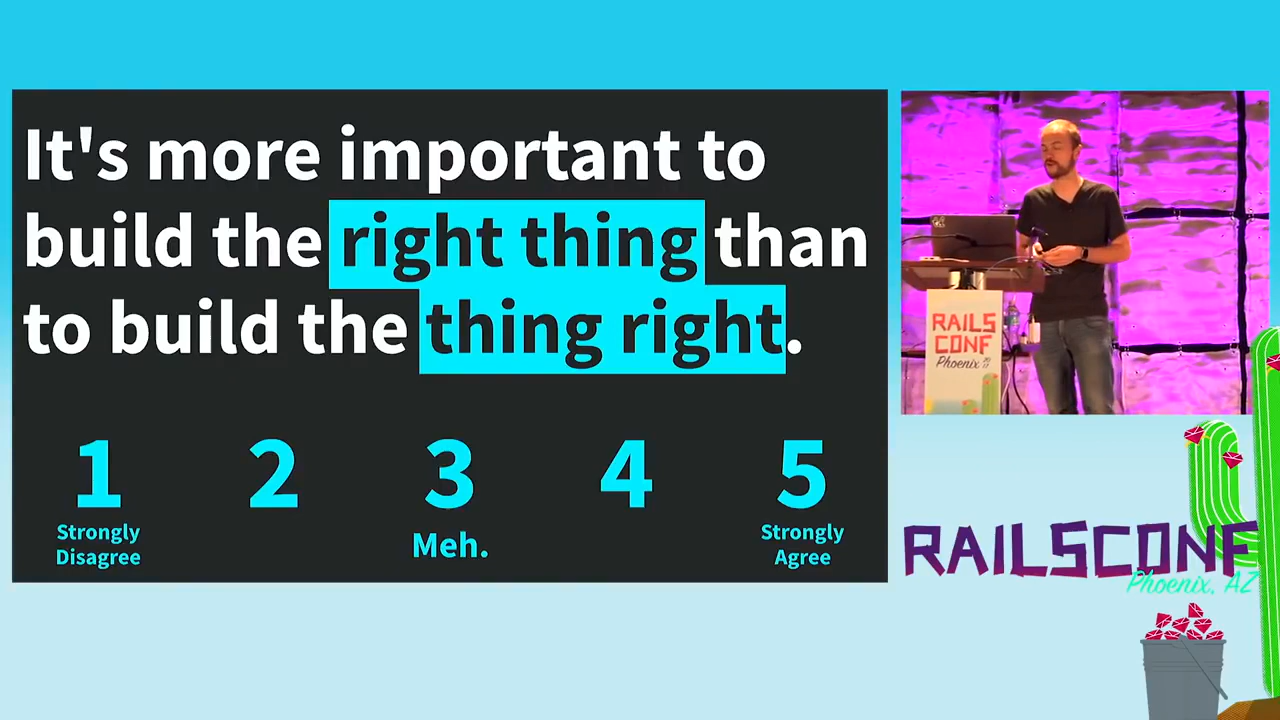 It's more important to
build the right thing than
to build the thing right.
1 2 3 4 5
Strongly Disagree
Meh.
Strongly Agree
RAILS
CONF
Phoenix
RAILSCONF
Phoenix, AZ